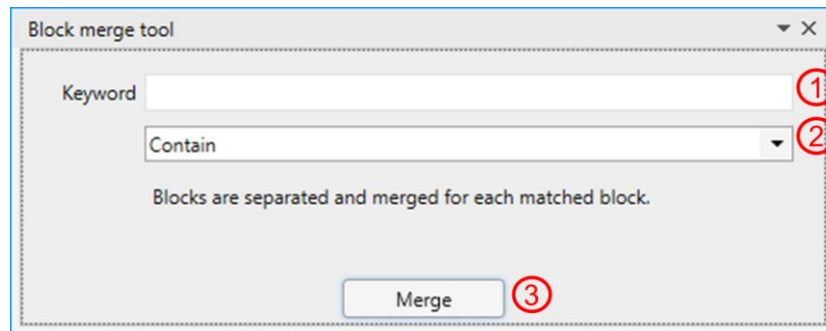 Block merge tool
Keyword ①
Contain ②
Blocks are separated and merged for each matched block.
Merge ③